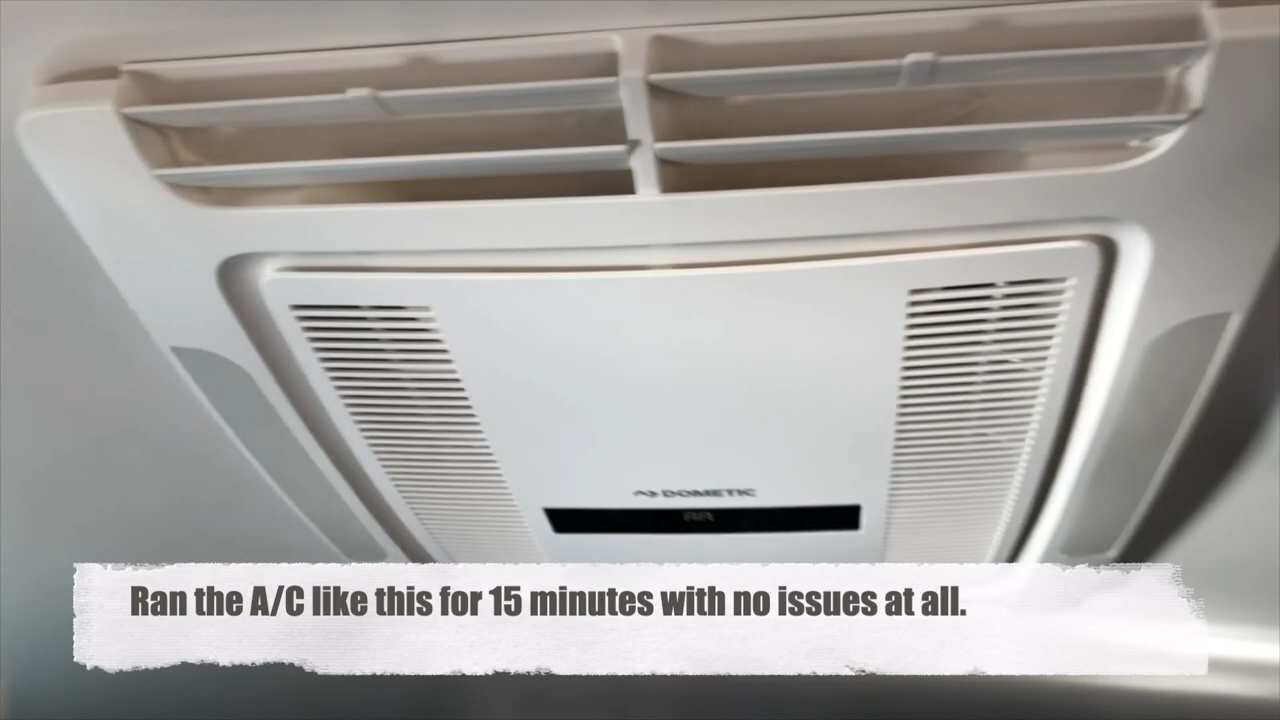 DOMETIC
Ran the A/C like this for 15 minutes with no issues at all.